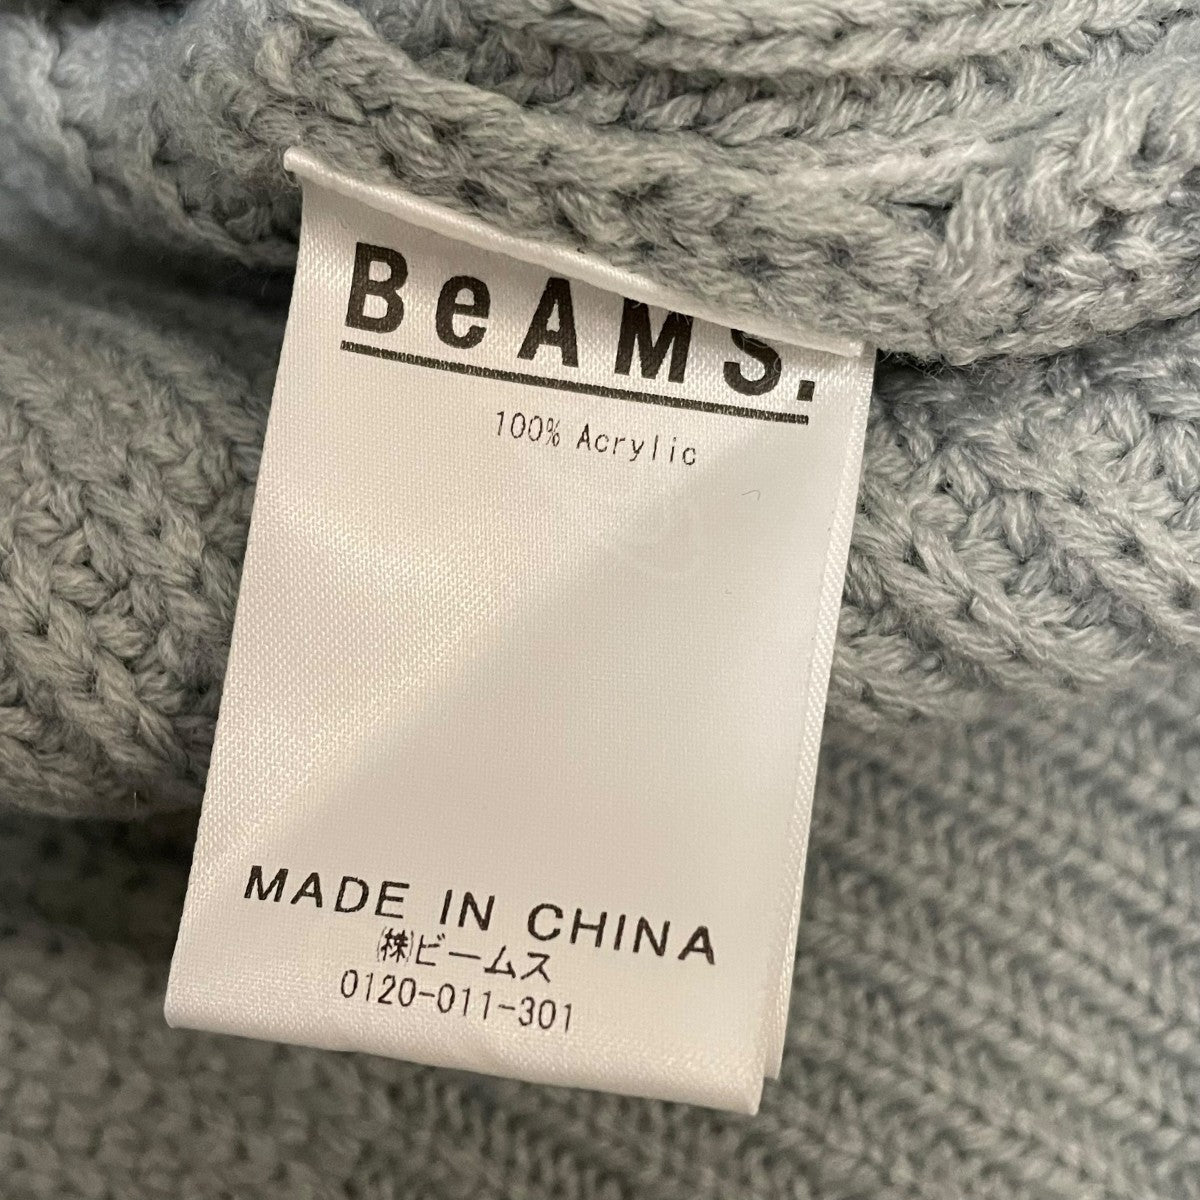 BeAMS.
100% Acrylic
MADE IN CHINA
㈱ビームス
0120-011-301